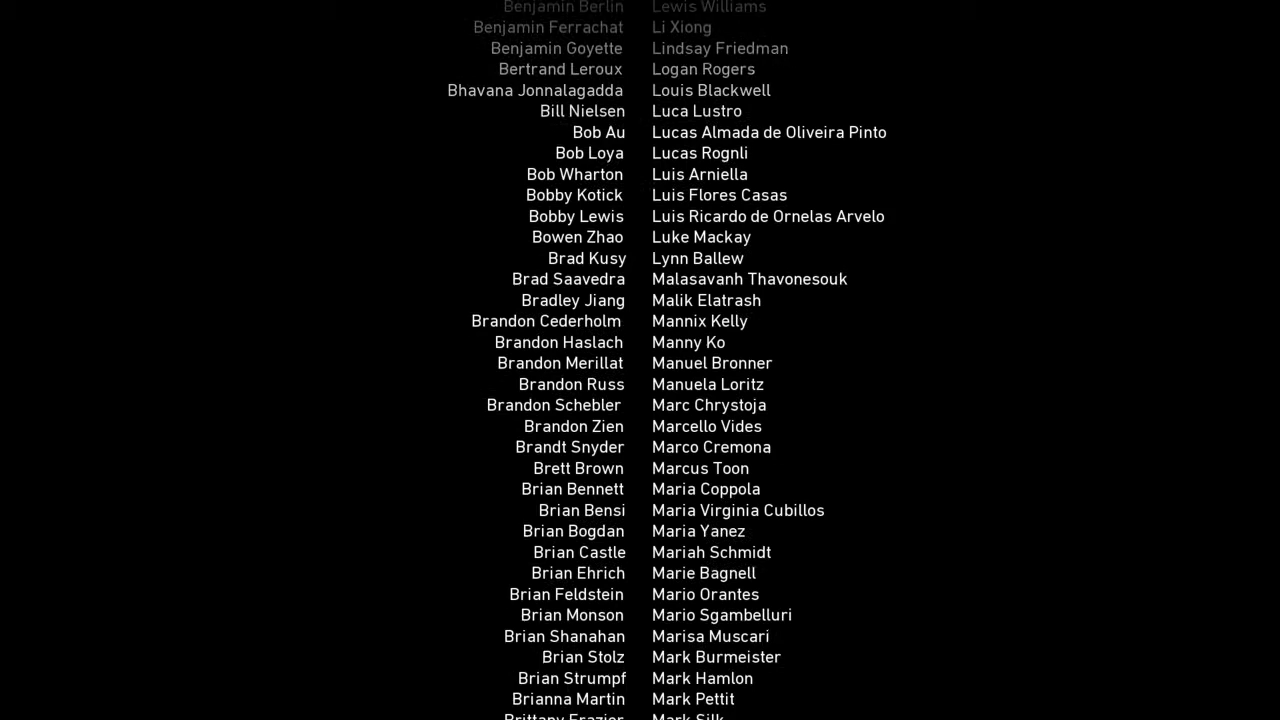 Benjamin Berlin Lewis Williams
Benjamin Ferrachat Li Xiong
Benjamin Goyette Lindsay Friedman
Bertrand Leroux Logan Rogers
Bhavana Jonnalagadda Louis Blackwell
Bill Nielsen Luca Lustro
Bob Au Lucas Almada de Oliveira Pinto
Bob Loya Lucas Rognli
Bob Wharton Luis Arniella
Bobby Kotick Luis Flores Casas
Bobby Lewis Luis Ricardo de Ornelas Arvelo
Bowen Zhao Luke Mackay
Brad Kusy Lynn Ballew
Brad Saavedra Malasavanh Thavonesouk
Bradley Jiang Malik Elatrash
Brandon Cederholm Mannix Kelly
Brandon Haslach Manny Ko
Brandon Merillat Manuel Bronner
Brandon Russ Manuela Loritz
Brandon Schebler Marc Chrystoja
Brandon Zien Marcello Vides
Brandt Snyder Marco Cremona
Brett Brown Marcus Toon
Brian Bennett Maria Coppola
Brian Bensi Maria Virginia Cubillos
Brian Bogdan Maria Yanez
Brian Castle Mariah Schmidt
Brian Ehrich Marie Bagnell
Brian Feldstein Mario Orantes
Brian Monson Mario Sgambelluri
Brian Shanahan Marisa Muscari
Brian Stolz Mark Burmeister
Brian Strumpf Mark Hamlon
Brianna Martin Mark Pettit
Brittany Frazier Mark Silk